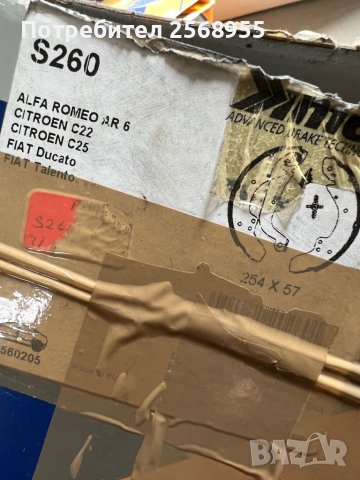 Потребител 2568955
S260
ALFA ROMEO AR 6
CITROEN C22
CITROEN C25
FIAT Ducato
FIAT Talento
ADVANCED BRAKE TECHN
S26
254 X 57
560205
BAZAR